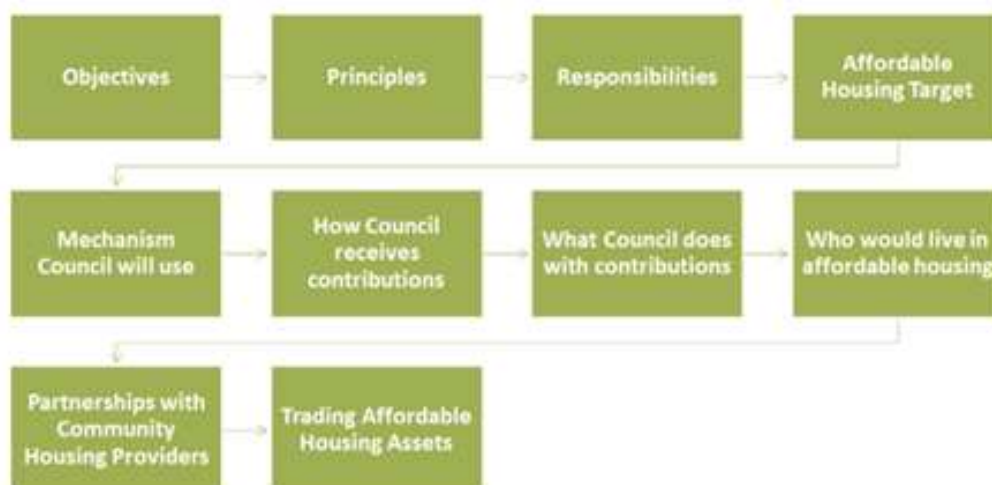 Objectives
Principles
Responsibilities
Affordable
Housing Target
Mechanism
Council will use
How Council
receives
contributions
What Council does
with contributions
Who would live in
affordable housing
Partnerships with
Community
Housing Providers
Trading Affordable
Housing Assets